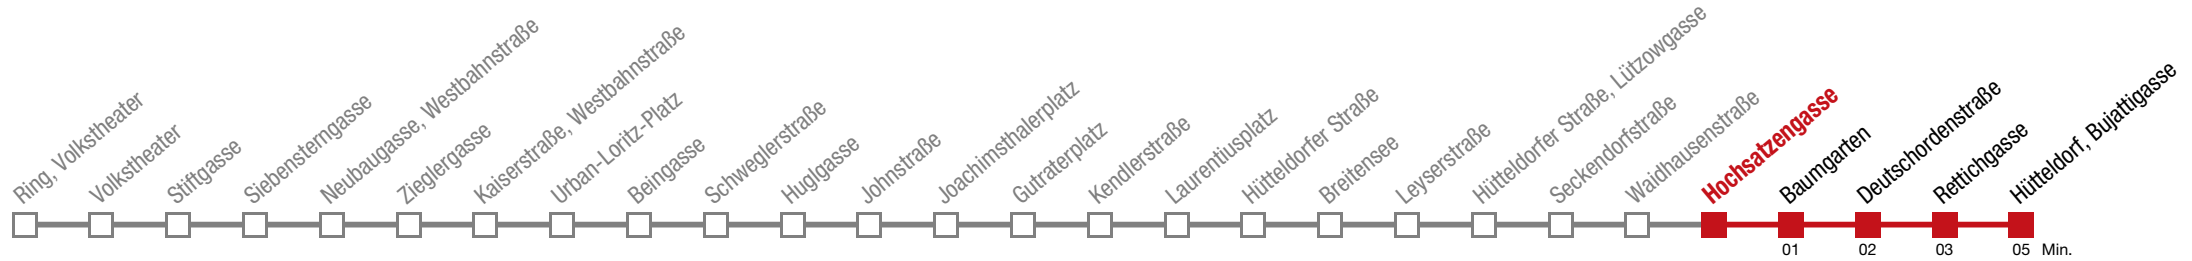 Ring, Volkstheater
Volkstheater
Stiftgasse
Siebensterngasse
Neubaugasse, Westbahnstraße
Zieglergasse
Kaiserstraße, Westbahnstraße
Urban-Loritz-Platz
Beingasse
Schweglerstraße
Huglgasse
Johnstraße
Joachimsthalerplatz
Gutraterplatz
Kendlerstraße
Laurentiusplatz
Hütteldorfer Straße
Breitensee
Leyserstraße
Hütteldorfer Straße, Lützowgasse
Seckendorfstraße
Waidhausenstraße
Hochsatzengasse
Baumgarten
Deutschordenstraße
Rettichgasse
Hütteldorf, Bujattigasse
01 02 03 05 Min.